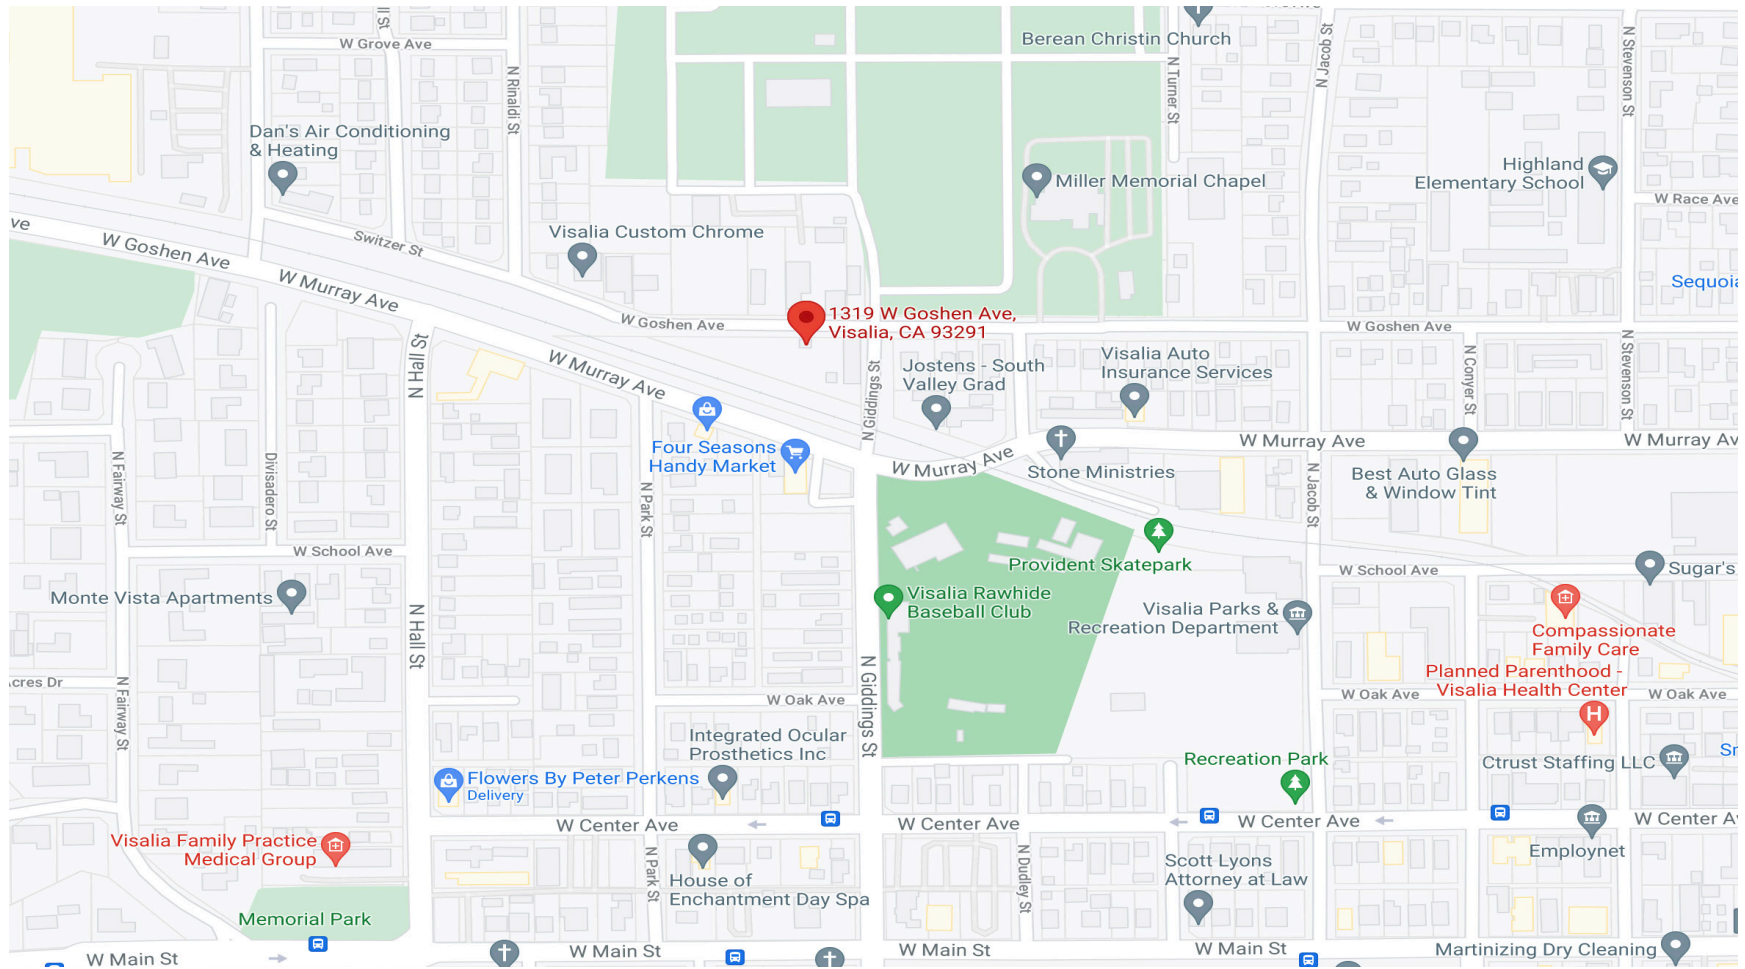 W Grove Ave
N Rinaldi St
Berean Christin Church
N Turner St
N Jacob St
N Stevenson St
Dan's Air Conditioning
& Heating
Miller Memorial Chapel
Highland
Elementary School
W Race Ave
ve
W Goshen Ave
Switzer St
Visalia Custom Chrome
W Murray Ave
Sequoia
W Goshen Ave
1319 W Goshen Ave,
Visalia, CA 93291
W Goshen Ave
N Hall St
W Murray Ave
N Giddings St
Jostens - South
Valley Grad
Visalia Auto
Insurance Services
N Conyer St
N Stevenson St
Four Seasons
Handy Market
W Murray Ave
Stone Ministries
W Murray Ave
W Murray Av
Best Auto Glass
& Window Tint
N Fairway St
Divisadero St
N Park St
N Jacob St
W School Ave
Provident Skatepark
W School Ave
Sugar's
Monte Vista Apartments
Visalia Rawhide
Baseball Club
Visalia Parks &
Recreation Department
Compassionate
Family Care
N Hall St
Acres Dr
N Fairway St
N Giddings St
Planned Parenthood -
Visalia Health Center
W Oak Ave
W Oak Ave
W Oak Ave
H
Integrated Ocular
Prosthetics Inc
Flowers By Peter Perkens
Delivery
Recreation Park
Ctrust Staffing LLC
W Center Ave
W Center Ave
W Center Ave
W Center Av
Visalia Family Practice
Medical Group
N Park St
House of
Enchantment Day Spa
N Dudley St
Scott Lyons
Attorney at Law
Employnet
Memorial Park
W Main St
W Main St
W Main St
W Main St
Martinizing Dry Cleaning